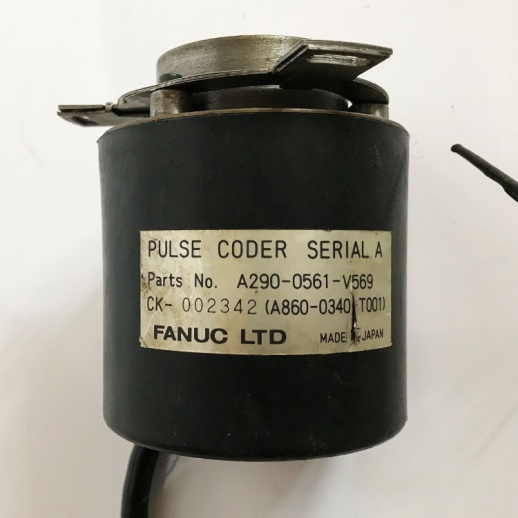 PULSE CODER SERIAL A
Parts No. A290-0561-V569
CK- 002342 (A860-0340-T001)
FANUC LTD MADE IN JAPAN